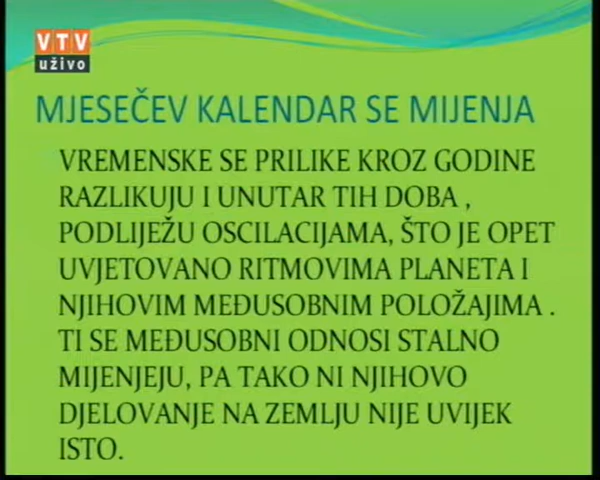 VTV
uživo
MJESEČEV KALENDAR SE MIJENJA
VREMENSKE SE PRILIKE KROZ GODINE
RAZLIKUJU I UNUTAR TIH DOBA ,
PODLIJEŽU OSCILACIJAMA, ŠTO JE OPET
UVJETOVANO RITMOVIMA PLANETA I
NJIHOVIM MEĐUSOBNIM POLOŽAJIMA .
TI SE MEĐUSOBNI ODNOSI STALNO
MIJENJEJU, PA TAKO NI NJIHOVO
DJELOVANJE NA ZEMLJU NIJE UVIJEK
ISTO.